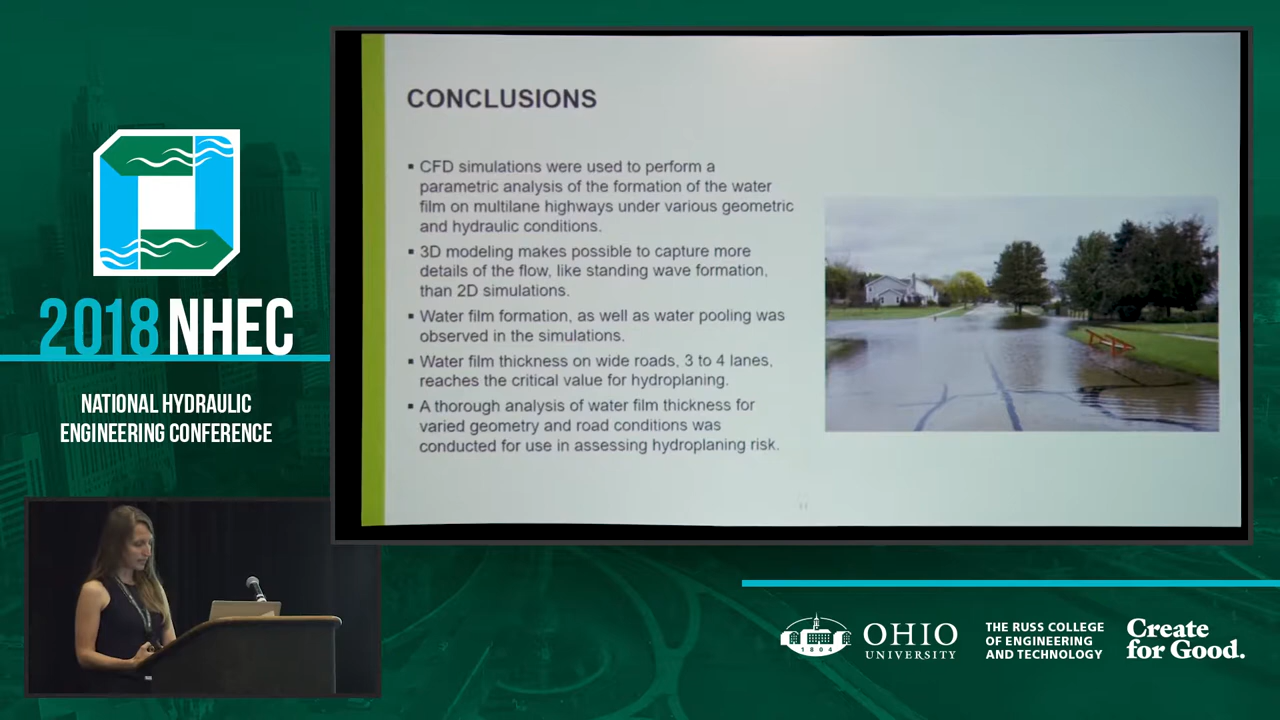 2018 NHEC
NATIONAL HYDRAULIC
ENGINEERING CONFERENCE
CONCLUSIONS
▪ CFD simulations were used to perform a
parametric analysis of the formation of the water
film on multilane highways under various geometric
and hydraulic conditions.
▪ 3D modeling makes possible to capture more
details of the flow, like standing wave formation,
than 2D simulations.
▪ Water film formation, as well as water pooling was
observed in the simulations.
▪ Water film thickness on wide roads, 3 to 4 lanes,
reaches the critical value for hydroplaning.
▪ A thorough analysis of water film thickness for
varied geometry and road conditions was
conducted for use in assessing hydroplaning risk.
1804
OHIO
UNIVERSITY
THE RUSS COLLEGE
OF ENGINEERING
AND TECHNOLOGY
Create
for Good.